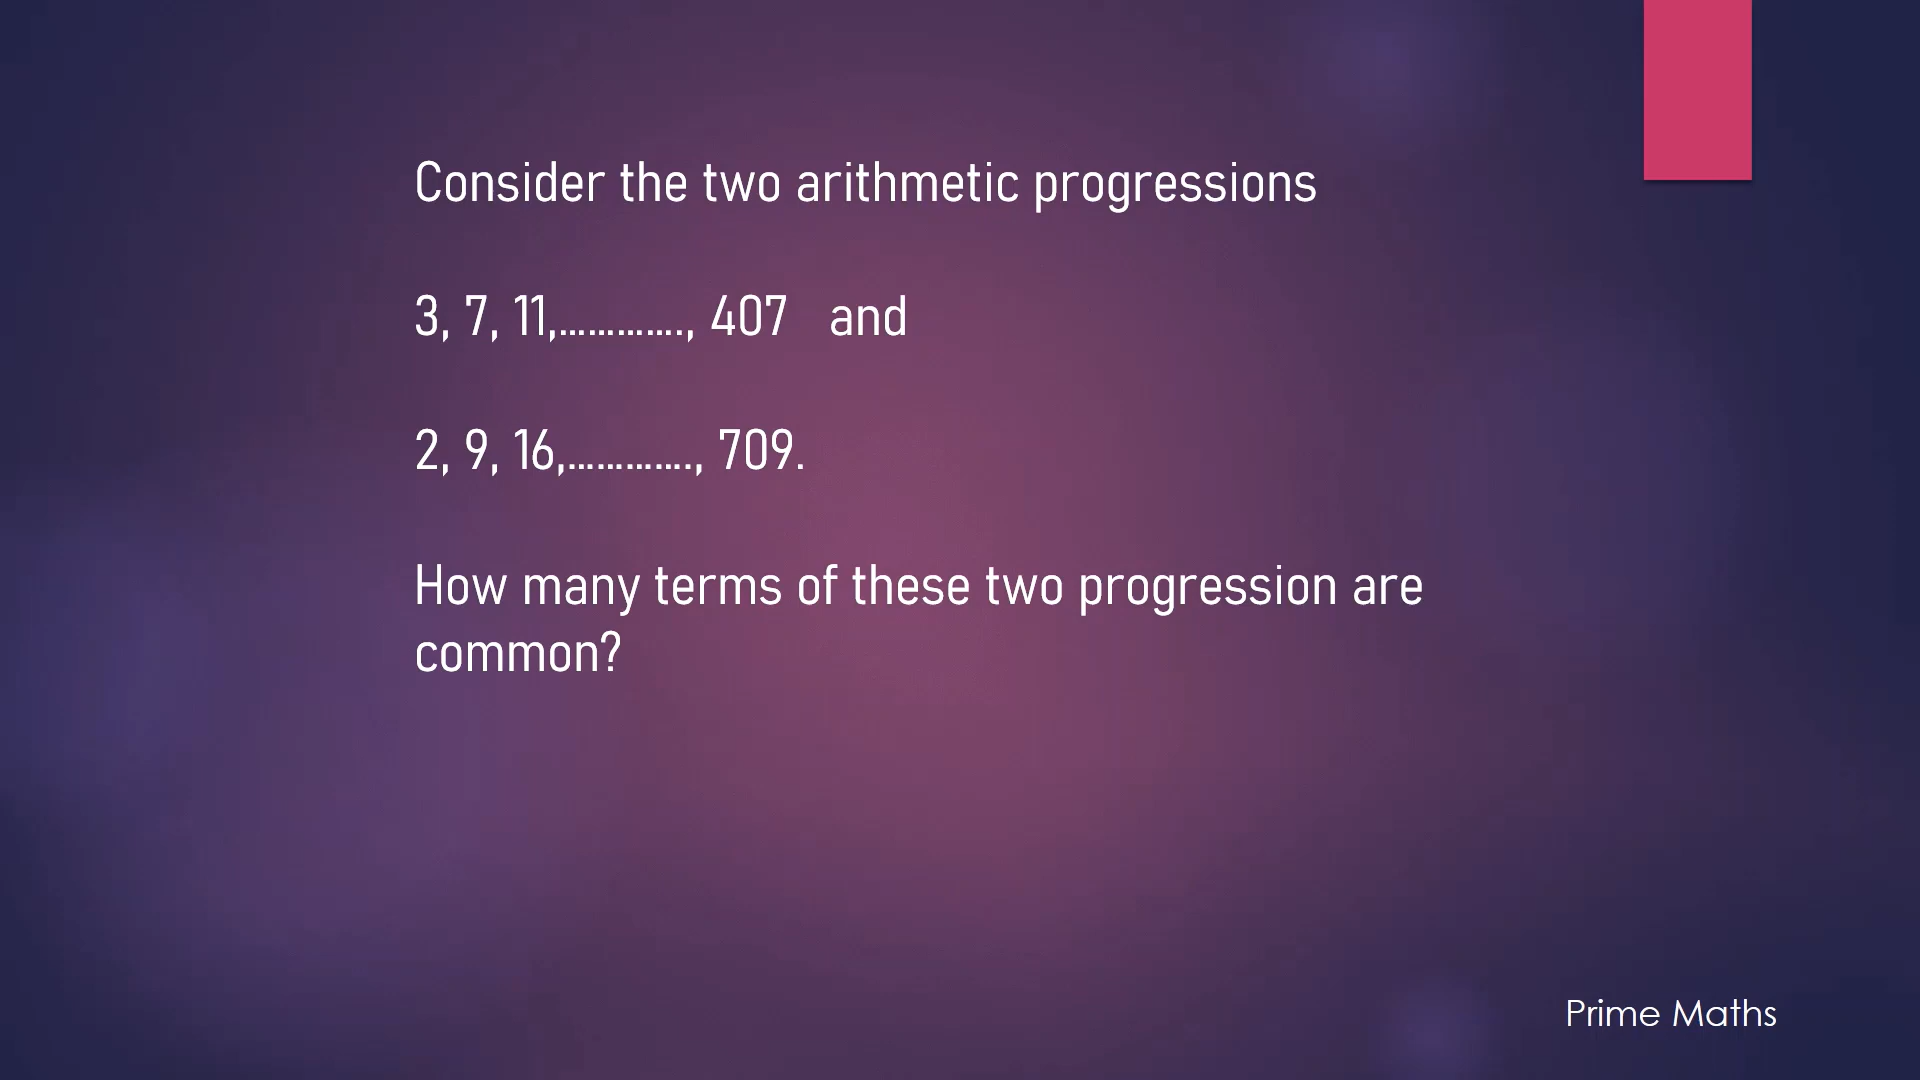 Consider the two arithmetic progressions
3, 7, 11,............., 407 and
2, 9, 16,............., 709.
How many terms of these two progression are
common?
Prime Maths